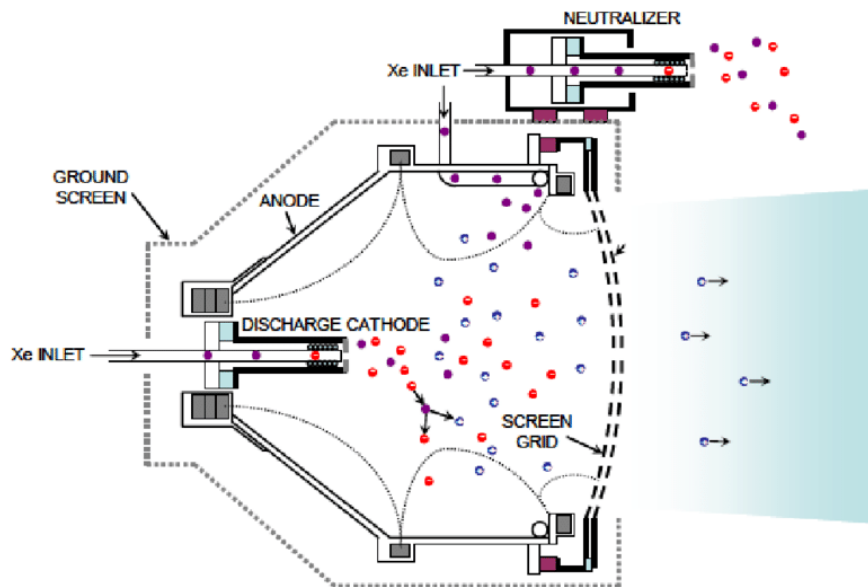 NEUTRALIZER
Xe INLET
GROUND
SCREEN
ANODE
DISCHARGE CATHODE
Xe INLET
SCREEN
GRID